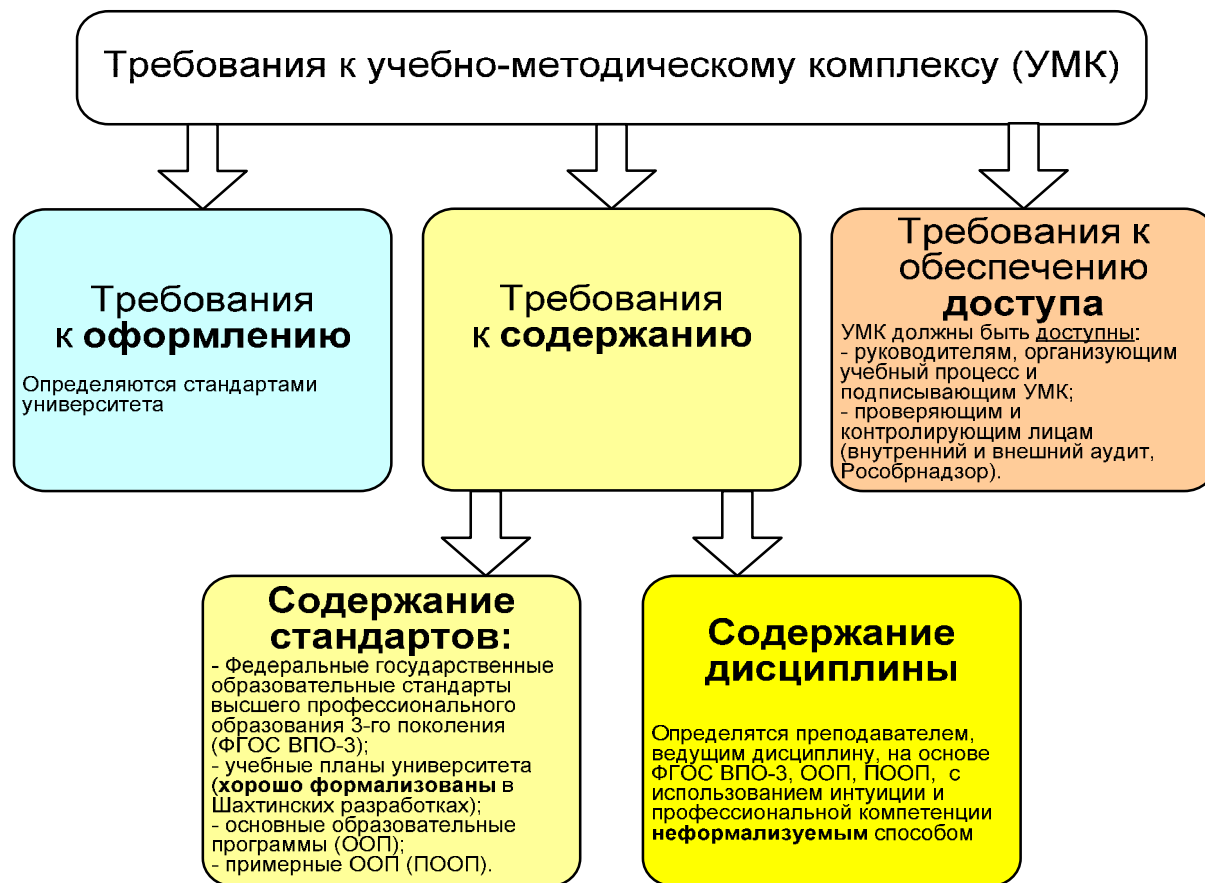 Требования к учебно-методическому комплексу (УМК)
Требования
к оформлению
Определяются стандартами
университета
Требования
к содержанию
Требования к
обеспечению
доступа
УМК должны быть доступны:
- руководителям, организующим
учебный процесс и
подписывающим УМК;
- проверяющим и
контролирующим лицам
(внутренний и внешний аудит,
Рособрнадзор).
Содержание
стандартов:
- Федеральные государственные
образовательные стандарты
высшего профессионального
образования 3-го поколения
(ФГОС ВПО-3);
- учебные планы университета
(хорошо формализованы в
Шахтинских разработках);
- основные образовательные
программы (ООП);
- примерные ООП (ПООП).
Содержание
дисциплины
Определятся преподавателем,
ведущим дисциплину, на основе
ФГОС ВПО-3, ООП, ПООП, с
использованием интуиции и
профессиональной компетенции
неформализуемым способом